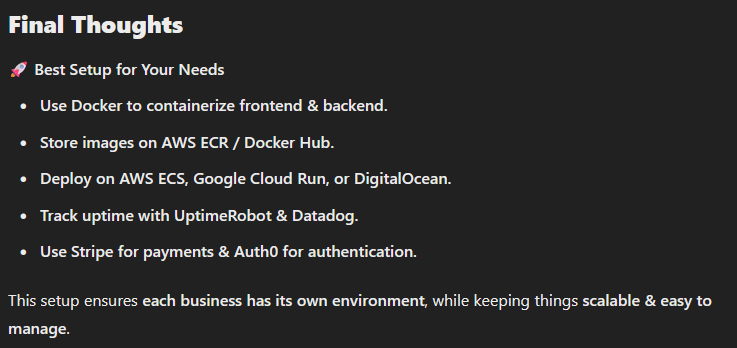 Final Thoughts
🚀 Best Setup for Your Needs
• Use Docker to containerize frontend & backend.
• Store images on AWS ECR / Docker Hub.
• Deploy on AWS ECS, Google Cloud Run, or DigitalOcean.
• Track uptime with UptimeRobot & Datadog.
• Use Stripe for payments & Auth0 for authentication.
This setup ensures each business has its own environment, while keeping things scalable & easy to
manage.